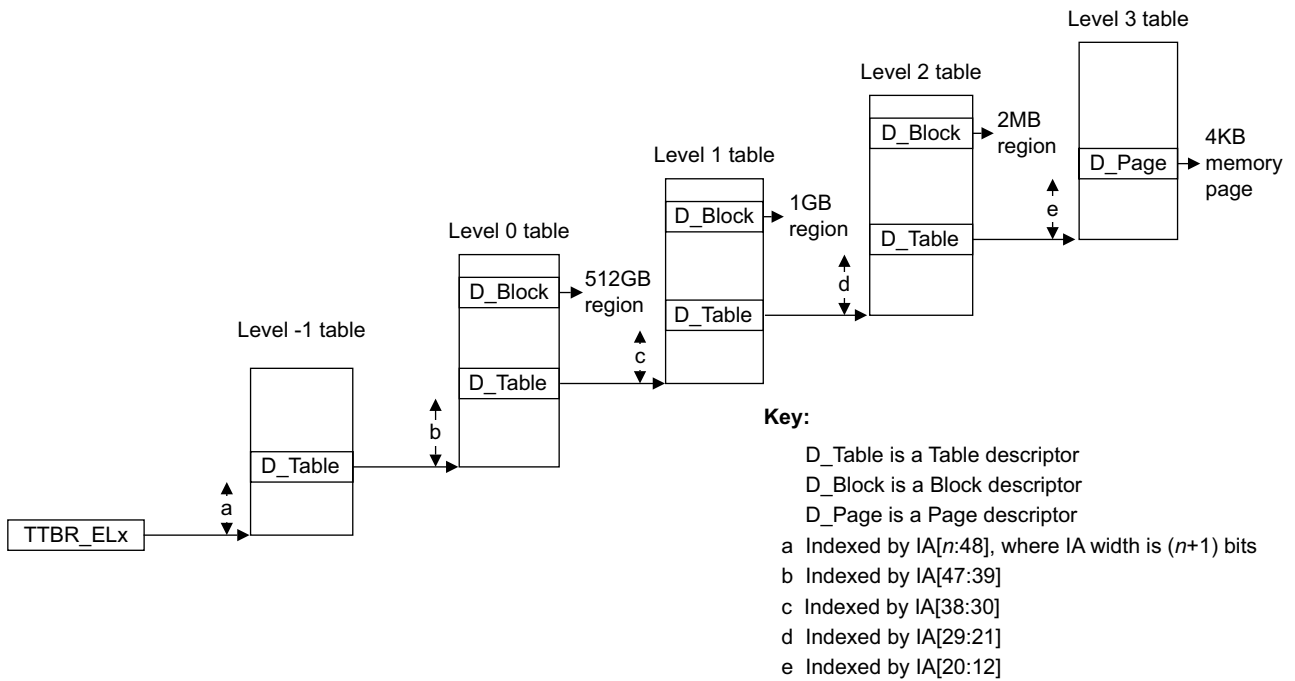 Level 3 table
Level 2 table
D_Block
2MB
region
D_Page
4KB
memory
page
Level 1 table
D_Block
1GB
region
e
D_Table
Level 0 table
D_Block
512GB
region
d
D_Table
Level -1 table
c
D_Table
b
D_Table
a
TTBR_ELx
Key:
D_Table is a Table descriptor
D_Block is a Block descriptor
D_Page is a Page descriptor
a Indexed by IA[n:48], where IA width is (n+1) bits
b Indexed by IA[47:39]
c Indexed by IA[38:30]
d Indexed by IA[29:21]
e Indexed by IA[20:12]